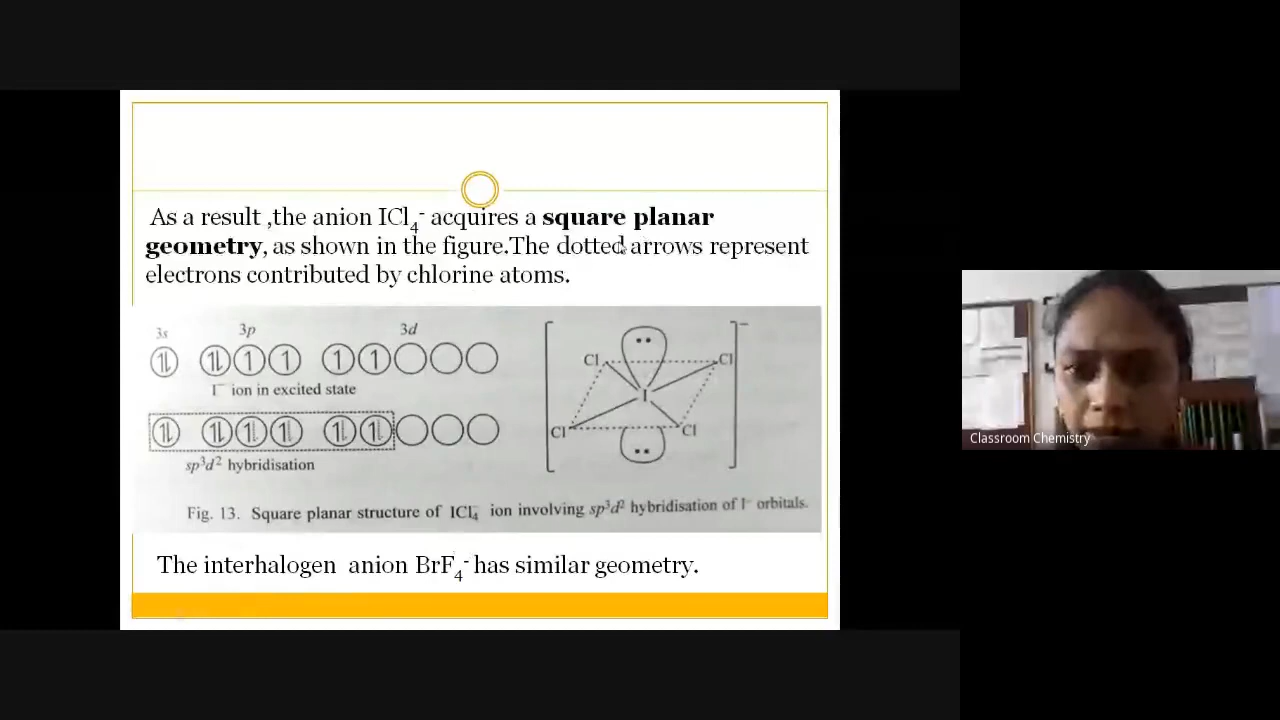 As a result ,the anion ICl4- acquires a square planar
geometry, as shown in the figure.The dotted arrows represent
electrons contributed by chlorine atoms.
3s 3p 3d
I– ion in excited state
sp3d2 hybridisation
Cl Cl
I
Cl Cl
–
Fig. 13. Square planar structure of ICl4– ion involving sp3d2 hybridisation of I– orbitals.
The interhalogen anion BrF4- has similar geometry.
Classroom Chemistry